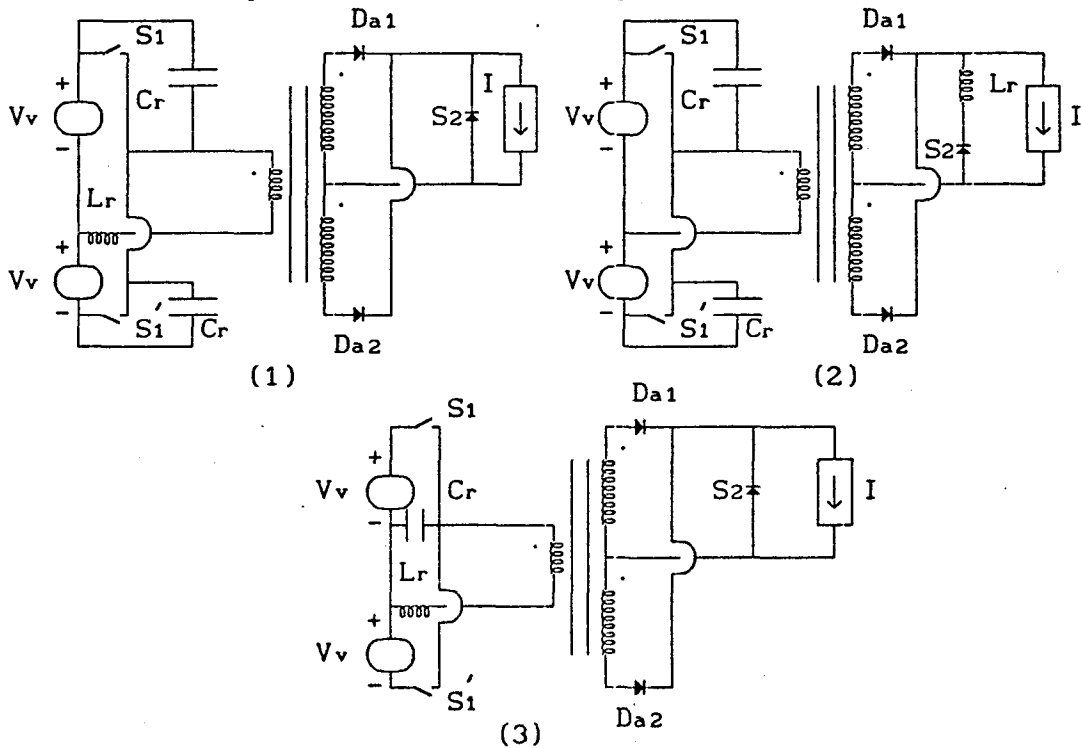 S1
Da1
+
Cr
I
Vv
S2
-
Lr
+
Vv
-
S1'
Cr
Da2
(1)
S1
Da1
+
Cr
Lr
Vv
I
-
S2
+
Vv
-
S1'
Cr
Da2
(2)
S1
Da1
+
Vv
Cr
S2
I
-
Lr
+
Vv
-
S1'
Da2
(3)